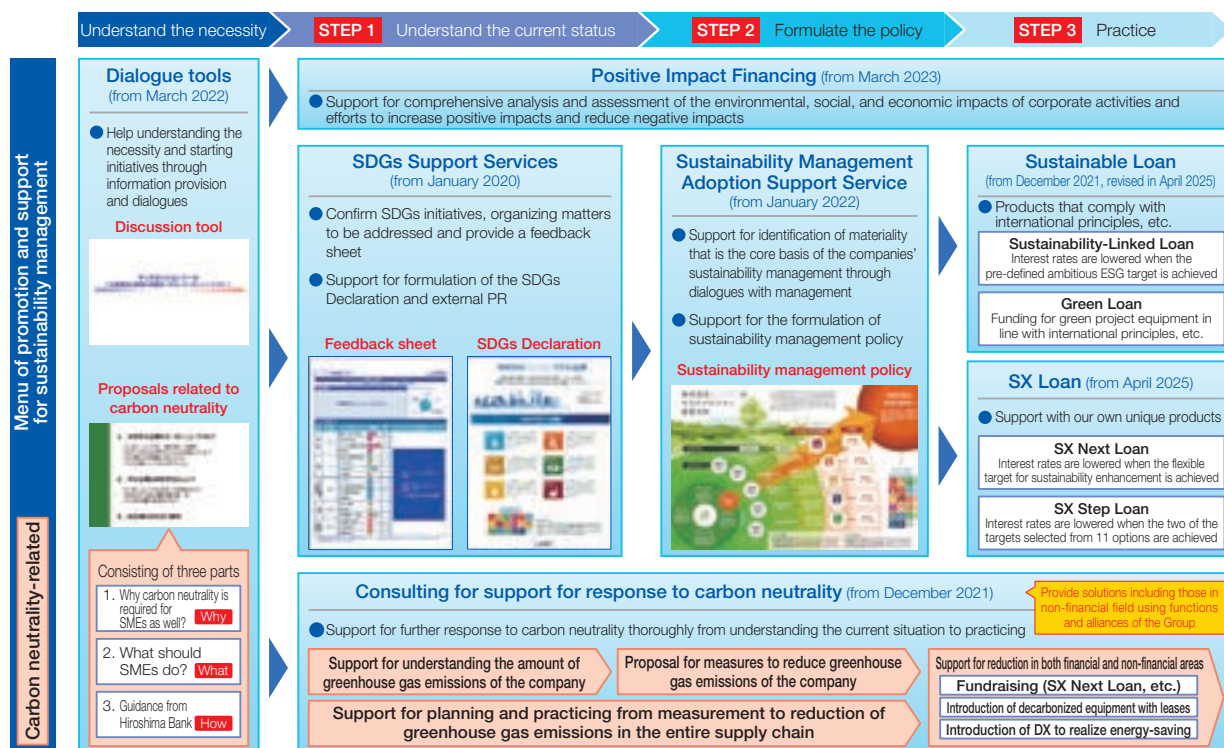 Understand the necessity
STEP 1 Understand the current status
STEP 2 Formulate the policy
STEP 3 Practice
Menu of promotion and support
for sustainability management
Carbon neutrality-related
Dialogue tools
(from March 2022)
● Help understanding the
necessity and starting
initiatives through
information provision
and dialogues
Discussion tool
Proposals related to
carbon neutrality
Consisting of three parts
1. Why carbon neutrality is
required for
SMEs as well? Why
2. What should
SMEs do? What
3. Guidance from
Hiroshima Bank How
Positive Impact Financing (from March 2023)
● Support for comprehensive analysis and assessment of the environmental, social, and economic impacts of corporate activities and
efforts to increase positive impacts and reduce negative impacts
SDGs Support Services
(from January 2020)
● Confirm SDGs initiatives, organizing matters
to be addressed and provide a feedback
sheet
● Support for formulation of the SDGs
Declaration and external PR
Feedback sheet
SDGs Declaration
Sustainability Management
Adoption Support Service
(from January 2022)
● Support for identification of materiality
that is the core basis of the companies'
sustainability management through
dialogues with management
● Support for the formulation of
sustainability management policy
Sustainability management policy
Sustainable Loan
(from December 2021, revised in April 2025)
● Products that comply with
international principles, etc.
Sustainability-Linked Loan
Interest rates are lowered when the
pre-defined ambitious ESG target is achieved
Green Loan
Funding for green project equipment in
line with international principles, etc.
SX Loan (from April 2025)
● Support with our own unique products
SX Next Loan
Interest rates are lowered when the flexible
target for sustainability enhancement is achieved
SX Step Loan
Interest rates are lowered when the two of the
targets selected from 11 options are achieved
Consulting for support for response to carbon neutrality (from December 2021)
● Support for further response to carbon neutrality thoroughly from understanding the current situation to practicing
Provide solutions including those in
non-financial field using functions
and alliances of the Group
Support for understanding the amount of
greenhouse gas emissions of the company
Proposal for measures to reduce greenhouse
gas emissions of the company
Support for planning and practicing from measurement to reduction of
greenhouse gas emissions in the entire supply chain
Support for reduction in both financial and non-financial areas
Fundraising (SX Next Loan, etc.)
Introduction of decarbonized equipment with leases
Introduction of DX to realize energy-saving